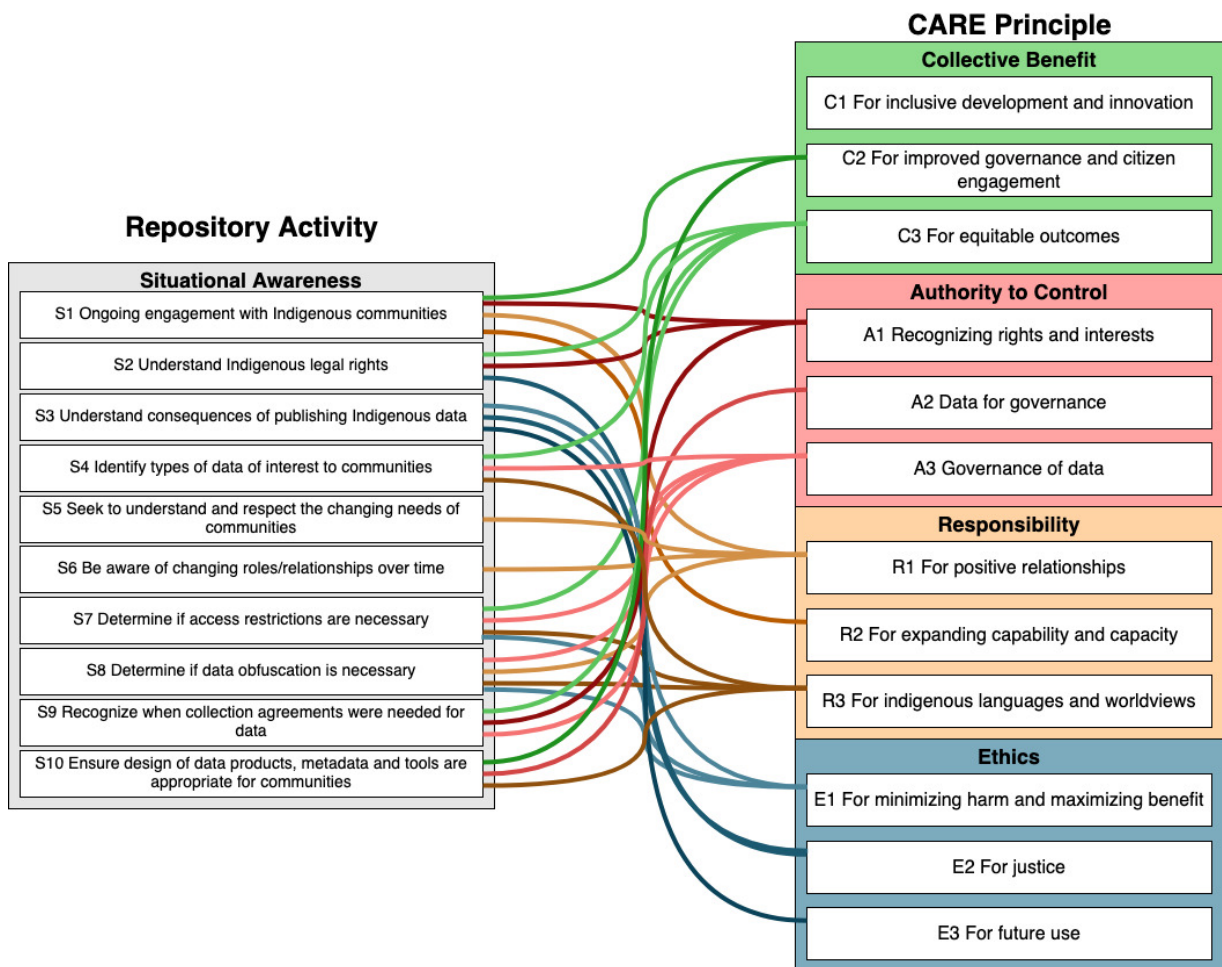 CARE Principle
Collective Benefit
C1 For inclusive development and innovation
C2 For improved governance and citizen
engagement
C3 For equitable outcomes
Authority to Control
A1 Recognizing rights and interests
A2 Data for governance
A3 Governance of data
Responsibility
R1 For positive relationships
R2 For expanding capability and capacity
R3 For indigenous languages and worldviews
Ethics
E1 For minimizing harm and maximizing benefit
E2 For justice
E3 For future use
Repository Activity
Situational Awareness
S1 Ongoing engagement with Indigenous communities
S2 Understand Indigenous legal rights
S3 Understand consequences of publishing Indigenous data
S4 Identify types of data of interest to communities
S5 Seek to understand and respect the changing needs of
communities
S6 Be aware of changing roles/relationships over time
S7 Determine if access restrictions are necessary
S8 Determine if data obfuscation is necessary
S9 Recognize when collection agreements were needed for
data
S10 Ensure design of data products, metadata and tools are
appropriate for communities